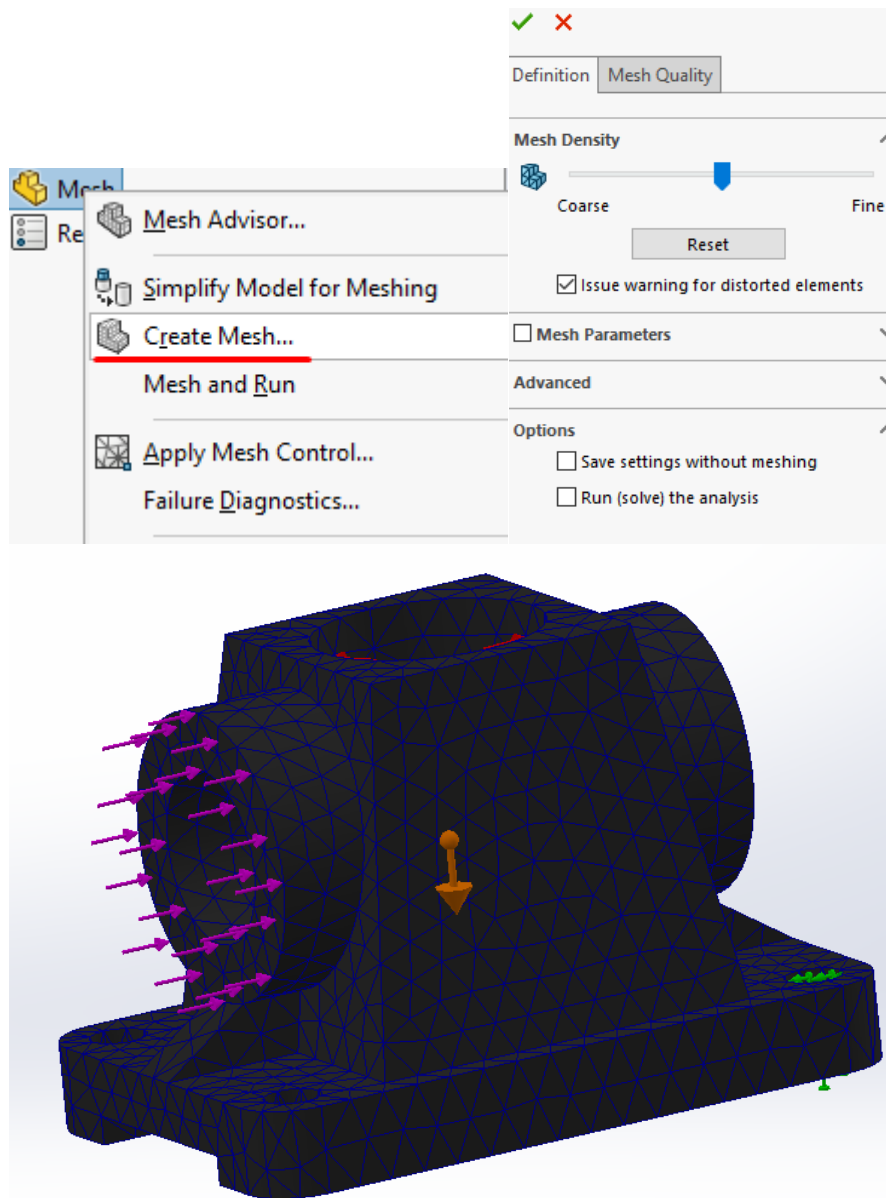 Definition
Mesh Quality
Mesh Density
Coarse
Fine
Reset
Issue warning for distorted elements
Mesh Parameters
Advanced
Options
Save settings without meshing
Run (solve) the analysis
Mesh
Re
Mesh Advisor...
Simplify Model for Meshing
Create Mesh...
Mesh and Run
Apply Mesh Control...
Failure Diagnostics...